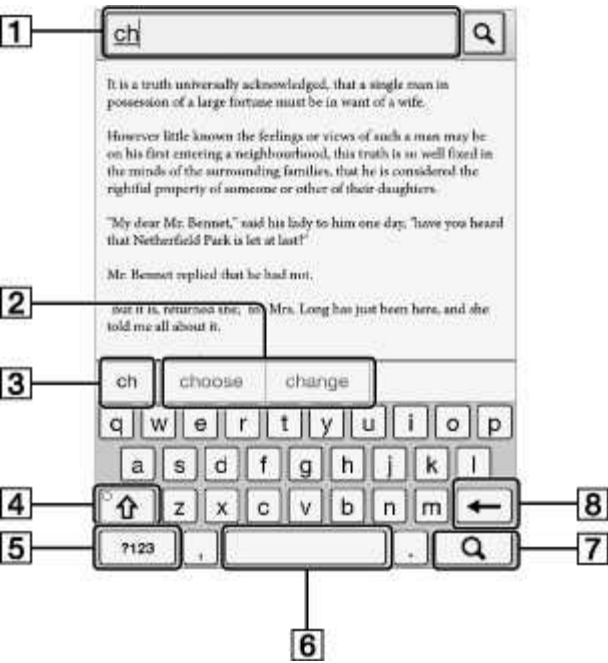 1
ch
It is a truth universally acknowledged, that a single man in
possession of a large fortune must be in want of a wife.
However little known the feelings or views of such a man may be
on his first entering a neighbourhood, this truth is so well fixed in
the minds of the surrounding families, that he is considered the
rightful property of someone or other of their daughters.
"My dear Mr. Bennet," said his lady to him one day, "have you heard
that Netherfield Park is let at last?"
Mr. Bennet replied that he had not.
"But it is, returned she; Mrs. Long has just been here, and she
told me all about it.
2
3
ch choose change
q w e r t y u i o p
a s d f g h j k l
4
z x c v b n m
8
5
?123 , .
7
6